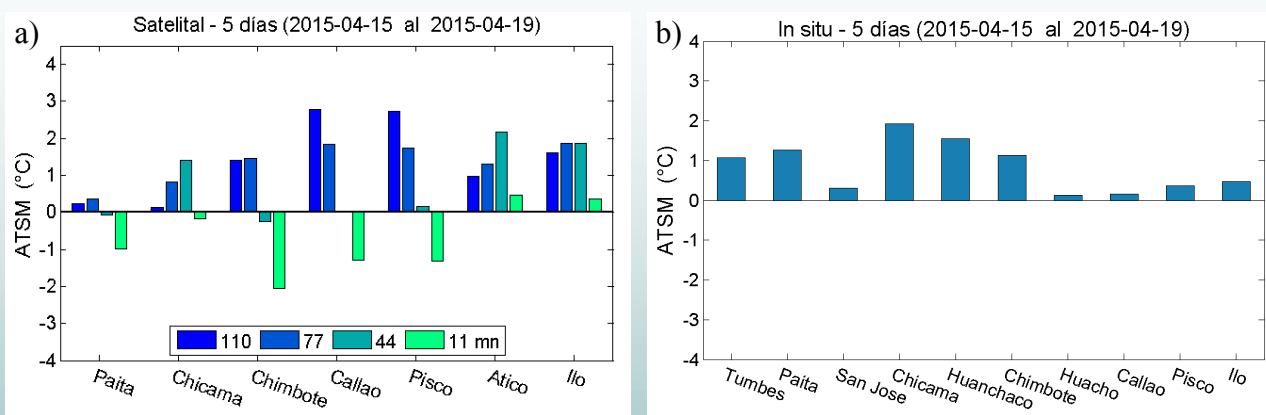 a)
Satelital - 5 días (2015-04-15 al 2015-04-19)
ATSM (°C)
4
3
2
1
0
-1
-2
-3
-4
110 77 44 11 mn
Paita Chicama Chimbote Callao Pisco Atico Ilo
b)
In situ - 5 días (2015-04-15 al 2015-04-19)
ATSM (°C)
4
3
2
1
0
-1
-2
-3
-4
Tumbes Paita San Jose Chicama Huanchaco Chimbote Huacho Callao Pisco Ilo